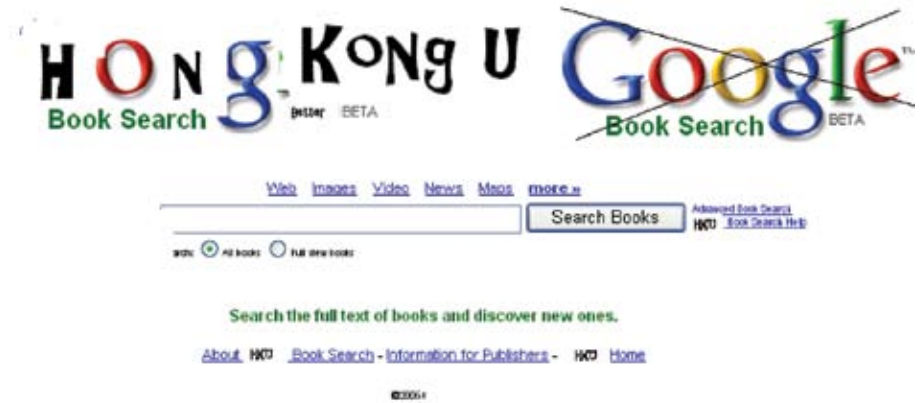 HONg KONg U Google™
Book Search Better BETA Book Search BETA
Web Images Video News Maps more »
Search Books Advanced Book Search
HKU Book Search Help
All books Full view books
Search the full text of books and discover new ones.
About HKU Book Search - Information for Publishers - HKU Home
©2006